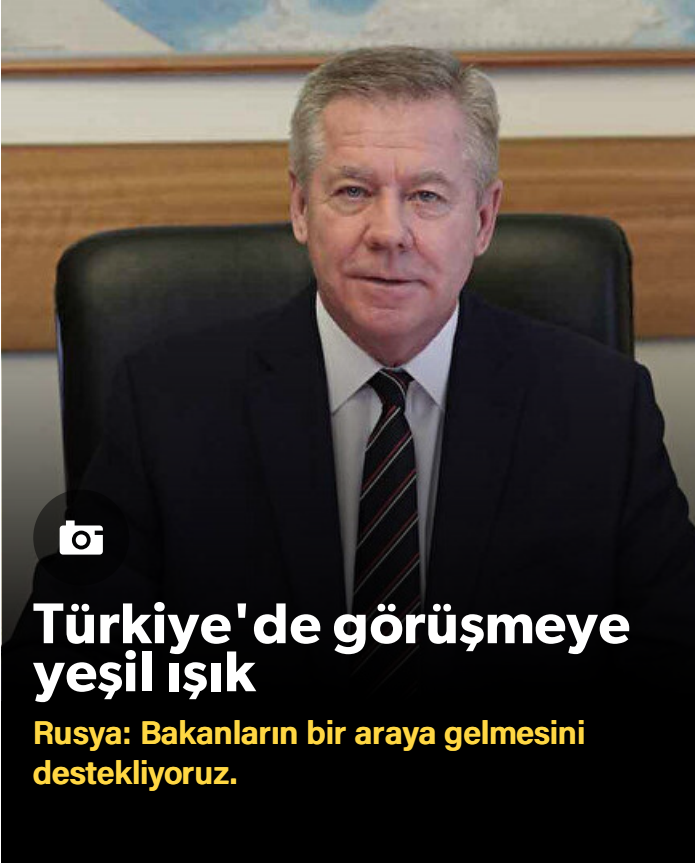 Türkiye'de görüşmeye
yeşil ışık
Rusya: Bakanların bir araya gelmesini
destekliyoruz.